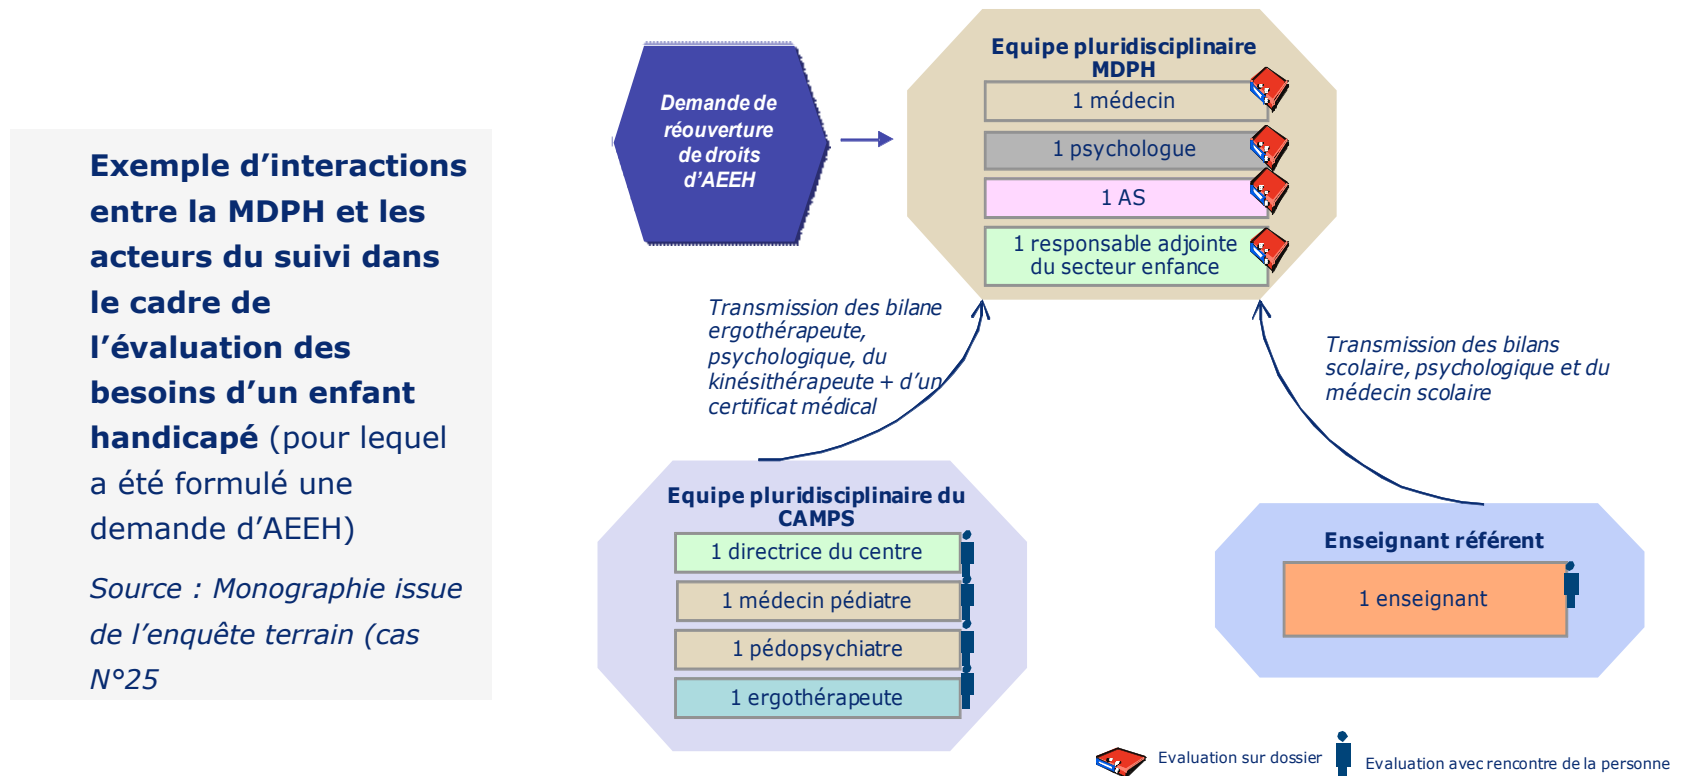 Exemple d’interactions
entre la MDPH et les
acteurs du suivi dans
le cadre de
l’évaluation des
besoins d’un enfant
handicapé (pour lequel
a été formulé une
demande d’AEEH)
Source : Monographie issue
de l’enquête terrain (cas
N°25
Demande de
réouverture
de droits
d’AEEH
Equipe pluridisciplinaire
MDPH
1 médecin
1 psychologue
1 AS
1 responsable adjointe
du secteur enfance
Transmission des bilane
ergothérapeute,
psychologique, du
kinésithérapeute + d’un
certificat médical
Transmission des bilans
scolaire, psychologique et du
médecin scolaire
Equipe pluridisciplinaire du
CAMPS
1 directrice du centre
1 médecin pédiatre
1 pédopsychiatre
1 ergothérapeute
Enseignant référent
1 enseignant
Evaluation sur dossier
Evaluation avec rencontre de la personne